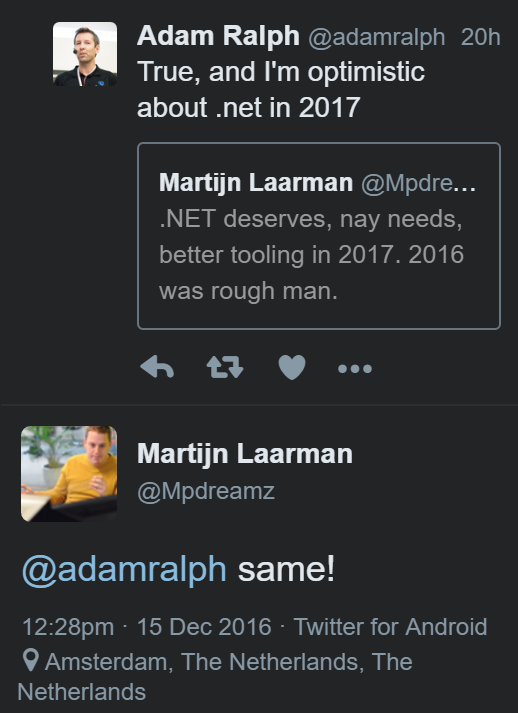 Adam Ralph @adamralph 20h
True, and I'm optimistic
about .net in 2017
Martijn Laarman @Mpdre...
.NET deserves, nay needs,
better tooling in 2017. 2016
was rough man.
Martijn Laarman
@Mpdreamz
@adamralph same!
12:28pm · 15 Dec 2016 · Twitter for Android
Amsterdam, The Netherlands, The
Netherlands